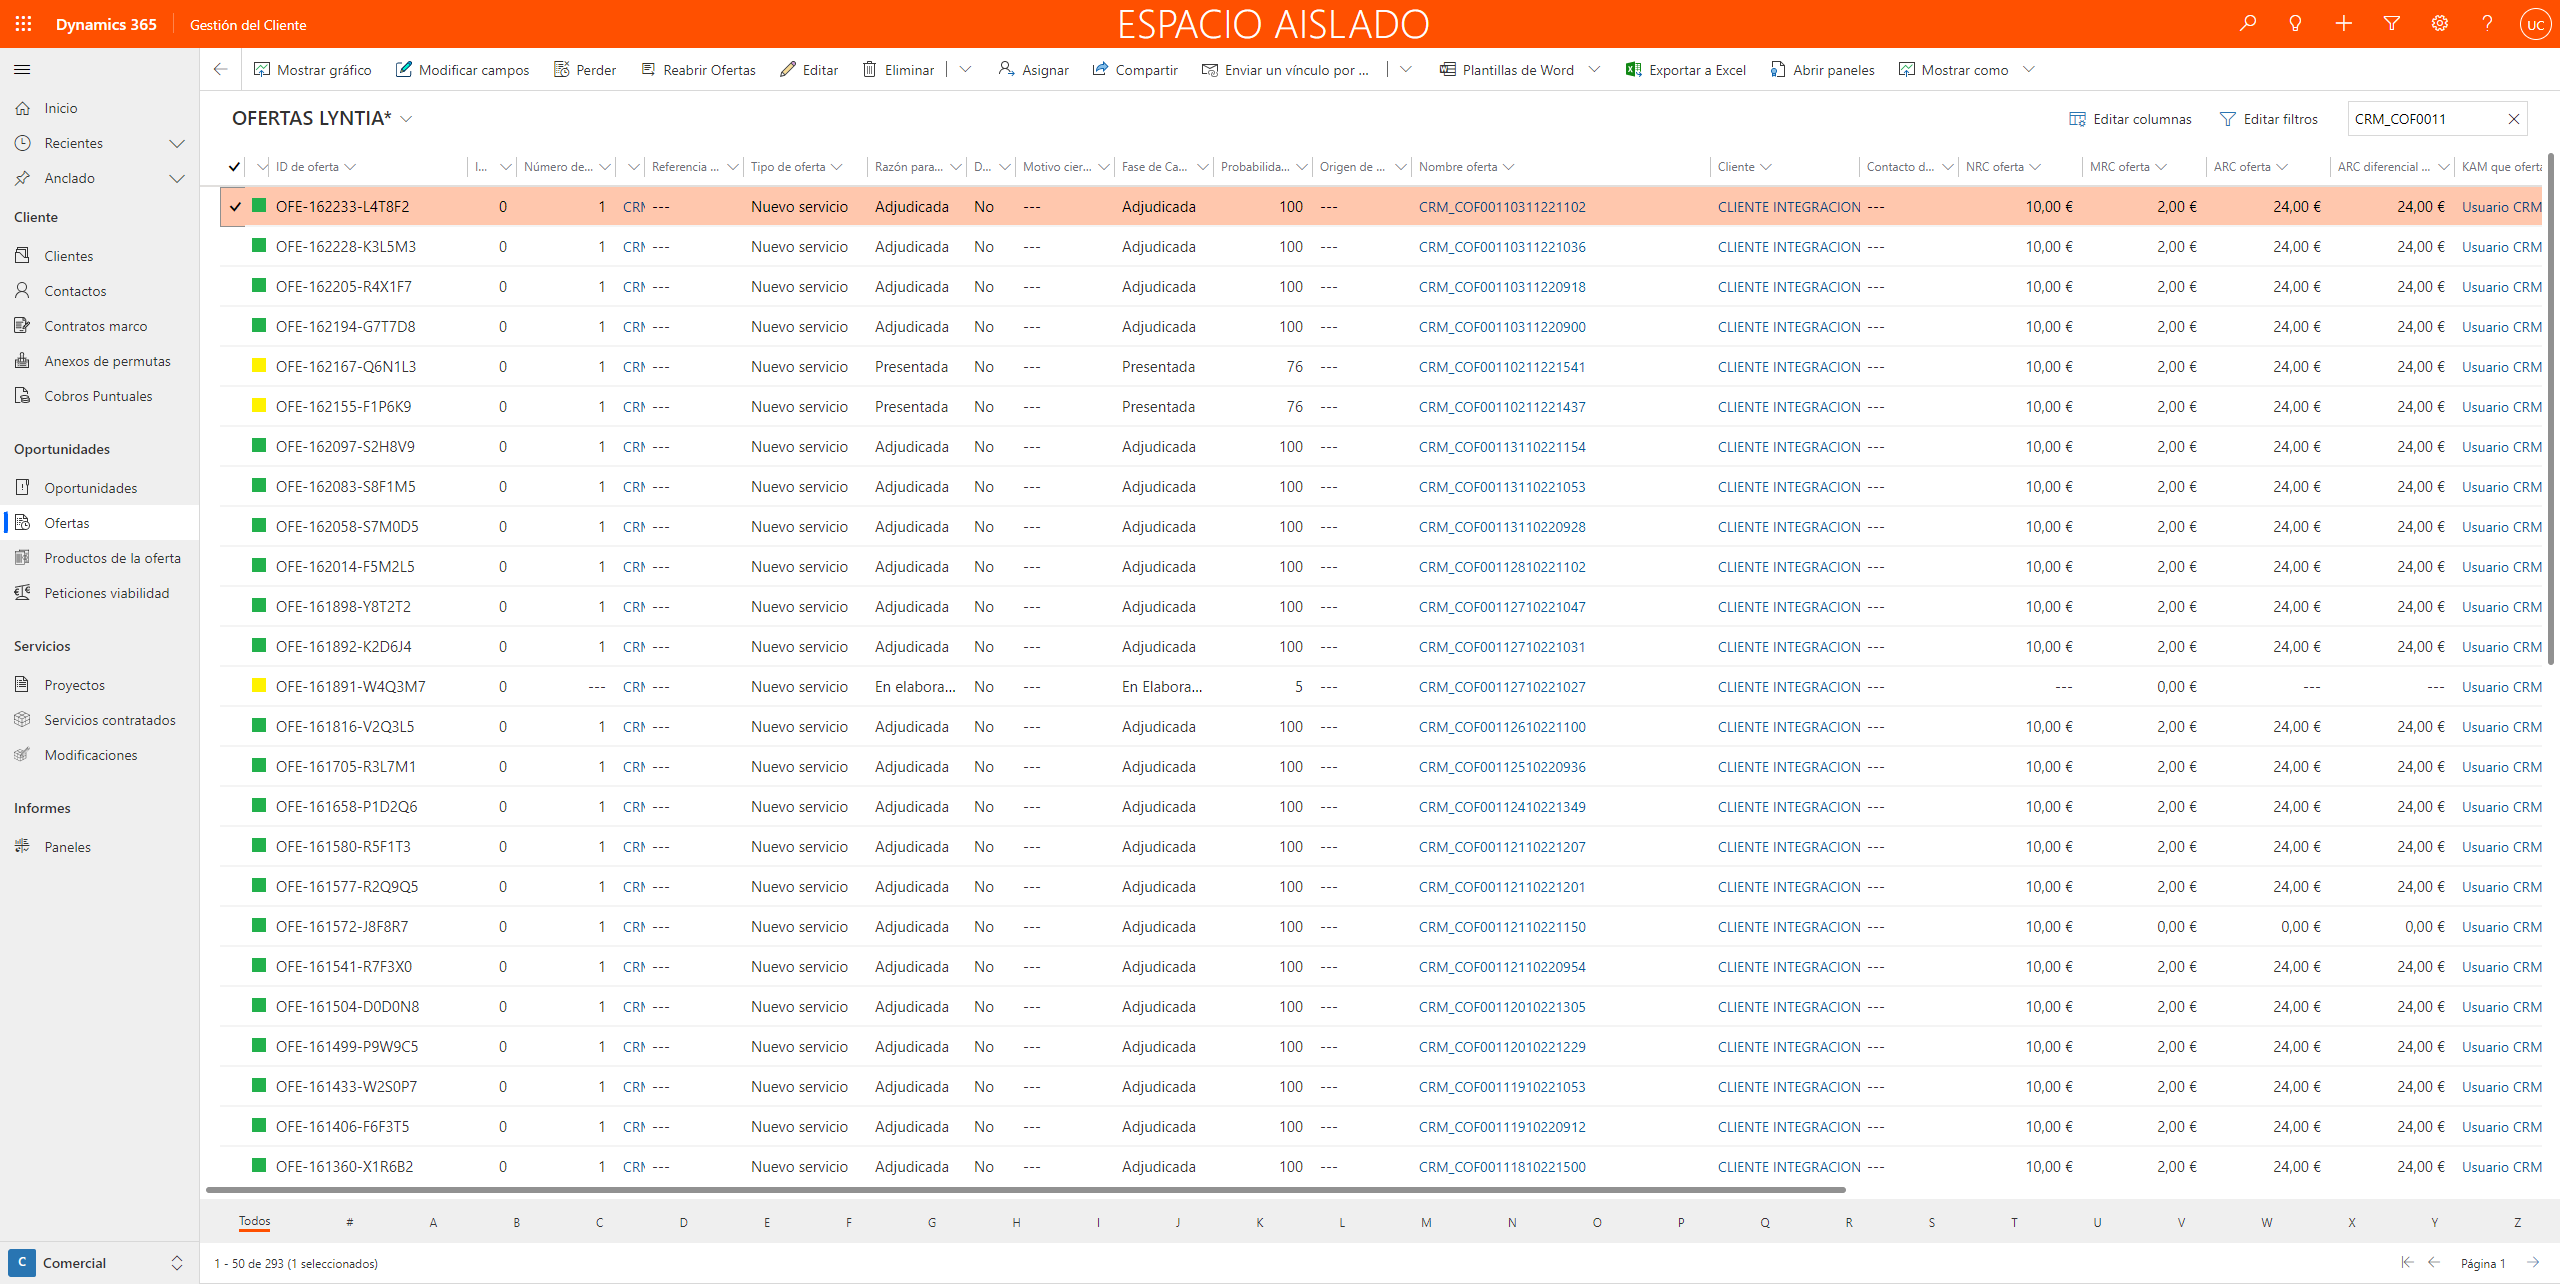 Dynamics 365
Gestión del Cliente
ESPACIO AISLADO
UC
Mostrar gráfico
Modificar campos
Perder
Reabrir Ofertas
Editar
Eliminar
Asignar
Compartir
Enviar un vínculo por ...
Plantillas de Word
Exportar a Excel
Abrir paneles
Mostrar como
Inicio
Recientes
Anclado
Cliente
Clientes
Contactos
Contratos marco
Anexos de permutas
Cobros Puntuales
Oportunidades
Oportunidades
Ofertas
Productos de la oferta
Peticiones viabilidad
Servicios
Proyectos
Servicios contratados
Modificaciones
Informes
Paneles
C Comercial
OFERTAS LYNTIA*
Editar columnas
Editar filtros
CRM_COF0011
ID de oferta I... Número de... Referencia ... Tipo de oferta Razón para... D... Motivo cier... Fase de Ca... Probabilida... Origen de ... Nombre oferta Cliente Contacto d... NRC oferta MRC oferta ARC oferta ARC diferencial ... KAM que oferta
OFE-162233-L4T8F2 0 1 CRM --- Nuevo servicio Adjudicada No --- Adjudicada 100 --- CRM_COF00110311221102 CLIENTE INTEGRACION --- 10,00 € 2,00 € 24,00 € 24,00 € Usuario CRM
OFE-162228-K3L5M3 0 1 CRM --- Nuevo servicio Adjudicada No --- Adjudicada 100 --- CRM_COF00110311221036 CLIENTE INTEGRACION --- 10,00 € 2,00 € 24,00 € 24,00 € Usuario CRM
OFE-162205-R4X1F7 0 1 CRM --- Nuevo servicio Adjudicada No --- Adjudicada 100 --- CRM_COF00110311220918 CLIENTE INTEGRACION --- 10,00 € 2,00 € 24,00 € 24,00 € Usuario CRM
OFE-162194-G7T7D8 0 1 CRM --- Nuevo servicio Adjudicada No --- Adjudicada 100 --- CRM_COF00110311220900 CLIENTE INTEGRACION --- 10,00 € 2,00 € 24,00 € 24,00 € Usuario CRM
OFE-162167-Q6N1L3 0 1 CRM --- Nuevo servicio Presentada No --- Presentada 76 --- CRM_COF00110211221541 CLIENTE INTEGRACION --- 10,00 € 2,00 € 24,00 € 24,00 € Usuario CRM
OFE-162155-F1P6K9 0 1 CRM --- Nuevo servicio Presentada No --- Presentada 76 --- CRM_COF00110211221437 CLIENTE INTEGRACION --- 10,00 € 2,00 € 24,00 € 24,00 € Usuario CRM
OFE-162097-S2H8V9 0 1 CRM --- Nuevo servicio Adjudicada No --- Adjudicada 100 --- CRM_COF00113110221154 CLIENTE INTEGRACION --- 10,00 € 2,00 € 24,00 € 24,00 € Usuario CRM
OFE-162083-S8F1M5 0 1 CRM --- Nuevo servicio Adjudicada No --- Adjudicada 100 --- CRM_COF00113110221053 CLIENTE INTEGRACION --- 10,00 € 2,00 € 24,00 € 24,00 € Usuario CRM
OFE-162058-S7M0D5 0 1 CRM --- Nuevo servicio Adjudicada No --- Adjudicada 100 --- CRM_COF00113110220928 CLIENTE INTEGRACION --- 10,00 € 2,00 € 24,00 € 24,00 € Usuario CRM
OFE-162014-F5M2L5 0 1 CRM --- Nuevo servicio Adjudicada No --- Adjudicada 100 --- CRM_COF00112810221102 CLIENTE INTEGRACION --- 10,00 € 2,00 € 24,00 € 24,00 € Usuario CRM
OFE-161898-Y8T2T2 0 1 CRM --- Nuevo servicio Adjudicada No --- Adjudicada 100 --- CRM_COF00112710221047 CLIENTE INTEGRACION --- 10,00 € 2,00 € 24,00 € 24,00 € Usuario CRM
OFE-161892-K2D6J4 0 1 CRM --- Nuevo servicio Adjudicada No --- Adjudicada 100 --- CRM_COF00112710221031 CLIENTE INTEGRACION --- 10,00 € 2,00 € 24,00 € 24,00 € Usuario CRM
OFE-161891-W4Q3M7 0 --- CRM --- Nuevo servicio En elabora... No --- En Elabora... 5 --- CRM_COF00112710221027 CLIENTE INTEGRACION --- --- 0,00 € --- --- Usuario CRM
OFE-161816-V2Q3L5 0 1 CRM --- Nuevo servicio Adjudicada No --- Adjudicada 100 --- CRM_COF00112610221100 CLIENTE INTEGRACION --- 10,00 € 2,00 € 24,00 € 24,00 € Usuario CRM
OFE-161705-R3L7M1 0 1 CRM --- Nuevo servicio Adjudicada No --- Adjudicada 100 --- CRM_COF00112510220936 CLIENTE INTEGRACION --- 10,00 € 2,00 € 24,00 € 24,00 € Usuario CRM
OFE-161658-P1D2Q6 0 1 CRM --- Nuevo servicio Adjudicada No --- Adjudicada 100 --- CRM_COF00112410221349 CLIENTE INTEGRACION --- 10,00 € 2,00 € 24,00 € 24,00 € Usuario CRM
OFE-161580-R5F1T3 0 1 CRM --- Nuevo servicio Adjudicada No --- Adjudicada 100 --- CRM_COF00112110221207 CLIENTE INTEGRACION --- 10,00 € 2,00 € 24,00 € 24,00 € Usuario CRM
OFE-161577-R2Q9Q5 0 1 CRM --- Nuevo servicio Adjudicada No --- Adjudicada 100 --- CRM_COF00112110221201 CLIENTE INTEGRACION --- 10,00 € 2,00 € 24,00 € 24,00 € Usuario CRM
OFE-161572-J8F8R7 0 1 CRM --- Nuevo servicio Adjudicada No --- Adjudicada 100 --- CRM_COF00112110221150 CLIENTE INTEGRACION --- 10,00 € 0,00 € 0,00 € 0,00 € Usuario CRM
OFE-161541-R7F3X0 0 1 CRM --- Nuevo servicio Adjudicada No --- Adjudicada 100 --- CRM_COF00112110220954 CLIENTE INTEGRACION --- 10,00 € 2,00 € 24,00 € 24,00 € Usuario CRM
OFE-161504-D0D0N8 0 1 CRM --- Nuevo servicio Adjudicada No --- Adjudicada 100 --- CRM_COF00112010221305 CLIENTE INTEGRACION --- 10,00 € 2,00 € 24,00 € 24,00 € Usuario CRM
OFE-161499-P9W9C5 0 1 CRM --- Nuevo servicio Adjudicada No --- Adjudicada 100 --- CRM_COF00112010221229 CLIENTE INTEGRACION --- 10,00 € 2,00 € 24,00 € 24,00 € Usuario CRM
OFE-161433-W2S0P7 0 1 CRM --- Nuevo servicio Adjudicada No --- Adjudicada 100 --- CRM_COF00111910221053 CLIENTE INTEGRACION --- 10,00 € 2,00 € 24,00 € 24,00 € Usuario CRM
OFE-161406-F6F3T5 0 1 CRM --- Nuevo servicio Adjudicada No --- Adjudicada 100 --- CRM_COF00111910220912 CLIENTE INTEGRACION --- 10,00 € 2,00 € 24,00 € 24,00 € Usuario CRM
OFE-161360-X1R6B2 0 1 CRM --- Nuevo servicio Adjudicada No --- Adjudicada 100 --- CRM_COF00111810221500 CLIENTE INTEGRACION --- 10,00 € 2,00 € 24,00 € 24,00 € Usuario CRM
Todos # A B C D E F G H I J K L M N O P Q R S T U V W X Y Z
1 - 50 de 293 (1 seleccionados)
Página 1